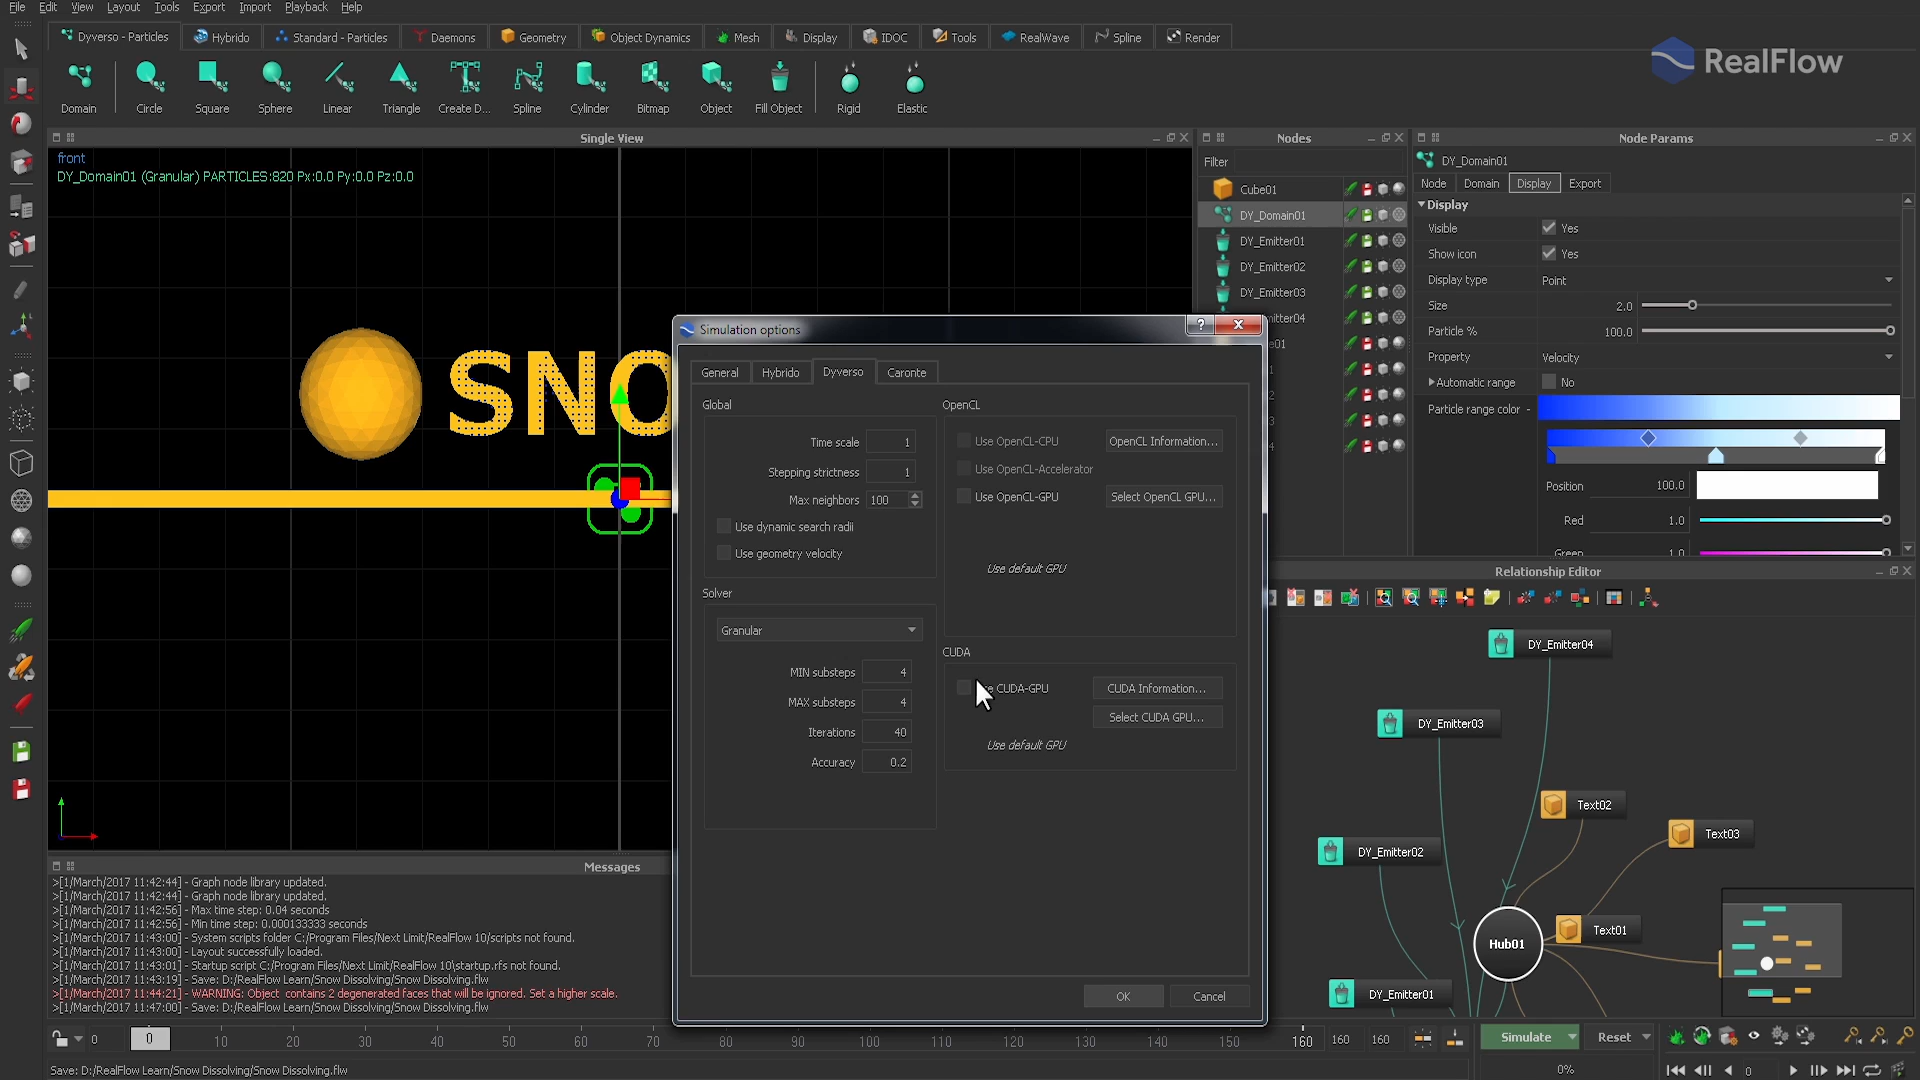 File Edit View Layout Tools Export Import Playback Help
Dyverso - Particles Hybrido Standard - Particles Daemons Geometry Object Dynamics Mesh Display IDOC Tools RealWave Spline Render
RealFlow
Domain Circle Square Sphere Linear Triangle Create D... Spline Cylinder Bitmap Object Fill Object Rigid Elastic
Single View
front
DY_Domain01 (Granular) PARTICLES:820 Px:0.0 Py:0.0 Pz:0.0
SNO
Nodes
Filter
Cube01
DY_Domain01
DY_Emitter01
DY_Emitter02
DY_Emitter03
Node Params
DY_Domain01
Node Domain Display Export
Display
Visible Yes
Show icon Yes
Display type Point
Size 2.0
Particle % 100.0
Property Velocity
Automatic range No
Particle range color -
Position 100.0
Red 1.0
Green 1.0
Simulation options
General Hybrido Dyverso Caronte
Global
Time scale 1
Stepping strictness 1
Max neighbors 100
Use dynamic search radii
Use geometry velocity
Solver
Granular
MIN substeps 4
MAX substeps 4
Iterations 40
Accuracy 0.2
OpenCL
Use OpenCL-CPU OpenCL Information...
Use OpenCL-Accelerator
Use OpenCL-GPU Select OpenCL GPU...
Use default GPU
CUDA
CUDA-GPU CUDA Information...
Select CUDA GPU...
Use default GPU
OK Cancel
Relationship Editor
DY_Emitter04
DY_Emitter03
Text02
Text03
DY_Emitter02
Text01
Hub01
DY_Emitter01
Messages
>[1/March/2017 11:42:44] - Graph node library updated.
>[1/March/2017 11:42:44] - Graph node library updated.
>[1/March/2017 11:42:56] - Max time step: 0.04 seconds
>[1/March/2017 11:42:56] - Min time step: 0.000133333 seconds
>[1/March/2017 11:43:00] - System scripts folder C:/Program Files/Next Limit/RealFlow 10/scripts not found.
>[1/March/2017 11:43:00] - Layout successfully loaded.
>[1/March/2017 11:43:01] - Startup script C:/Program Files/Next Limit/RealFlow 10\startup.rfs not found.
>[1/March/2017 11:43:19] - Save: D:/RealFlow Learn/Snow Dissolving/Snow Dissolving.flw
>[1/March/2017 11:44:21] - WARNING: Object  contains 2 degenerated faces that will be ignored. Set a higher scale.
>[1/March/2017 11:47:00] - Save: D:/RealFlow Learn/Snow Dissolving/Snow Dissolving.flw
0 0 10 20 30 40 50 60 70 80 90 100 110 120 130 140 150 160 160 160
Simulate Reset
Save: D:/RealFlow Learn/Snow Dissolving/Snow Dissolving.flw
0% 0